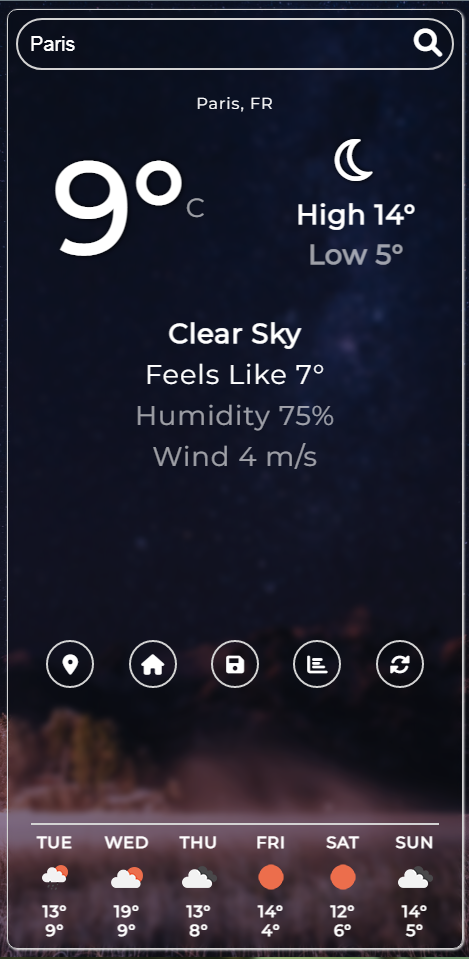 Paris
Paris, FR
9° C
High 14°
Low 5°
Clear Sky
Feels Like 7°
Humidity 75%
Wind 4 m/s
TUE WED THU FRI SAT SUN
13° 19° 13° 14° 12° 14°
9° 9° 8° 4° 6° 5°